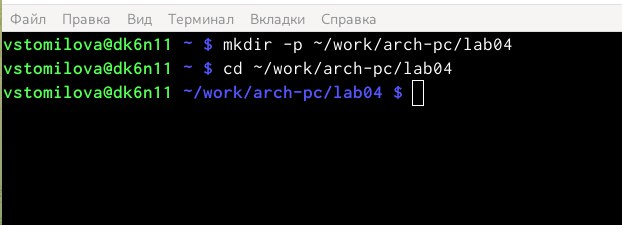 Файл Правка Вид Терминал Вкладки Справка
vstomilova@dk6n11 ~ $ mkdir -p ~/work/arch-pc/lab04
vstomilova@dk6n11 ~ $ cd ~/work/arch-pc/lab04
vstomilova@dk6n11 ~/work/arch-pc/lab04 $